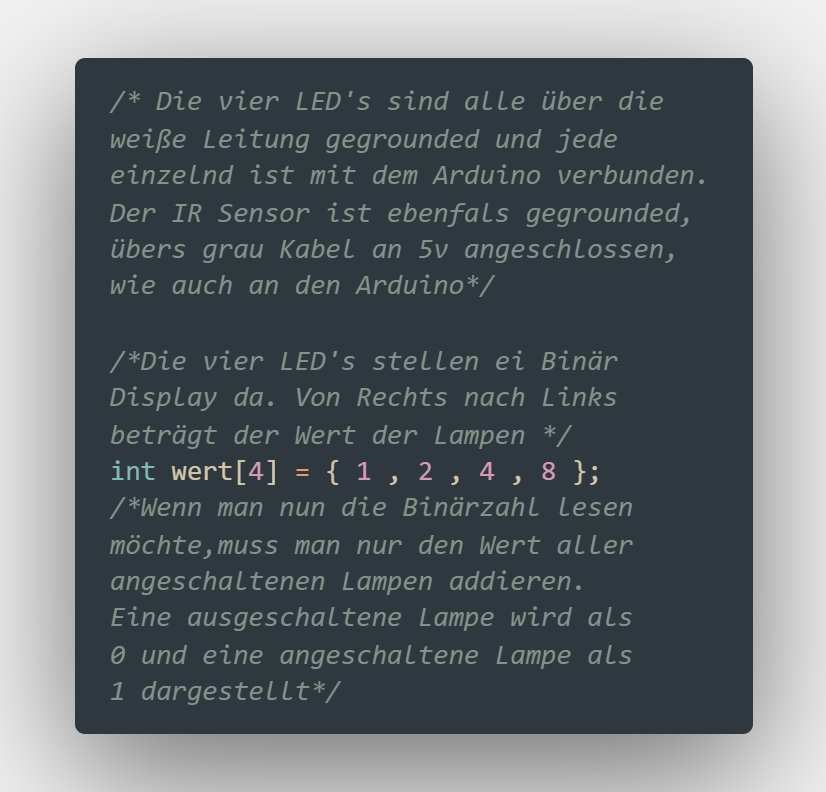 /* Die vier LED's sind alle über die
weiße Leitung gegrounded und jede
einzelnd ist mit dem Arduino verbunden.
Der IR Sensor ist ebenfals gegrounded,
übers grau Kabel an 5v angeschlossen,
wie auch an den Arduino*/
/*Die vier LED's stellen ei Binär
Display da. Von Rechts nach Links
beträgt der Wert der Lampen */
int wert[4] = { 1 , 2 , 4 , 8 };
/*Wenn man nun die Binärzahl lesen
möchte,muss man nur den Wert aller
angeschaltenen Lampen addieren.
Eine ausgeschaltene Lampe wird als
0 und eine angeschaltene Lampe als
1 dargestellt*/